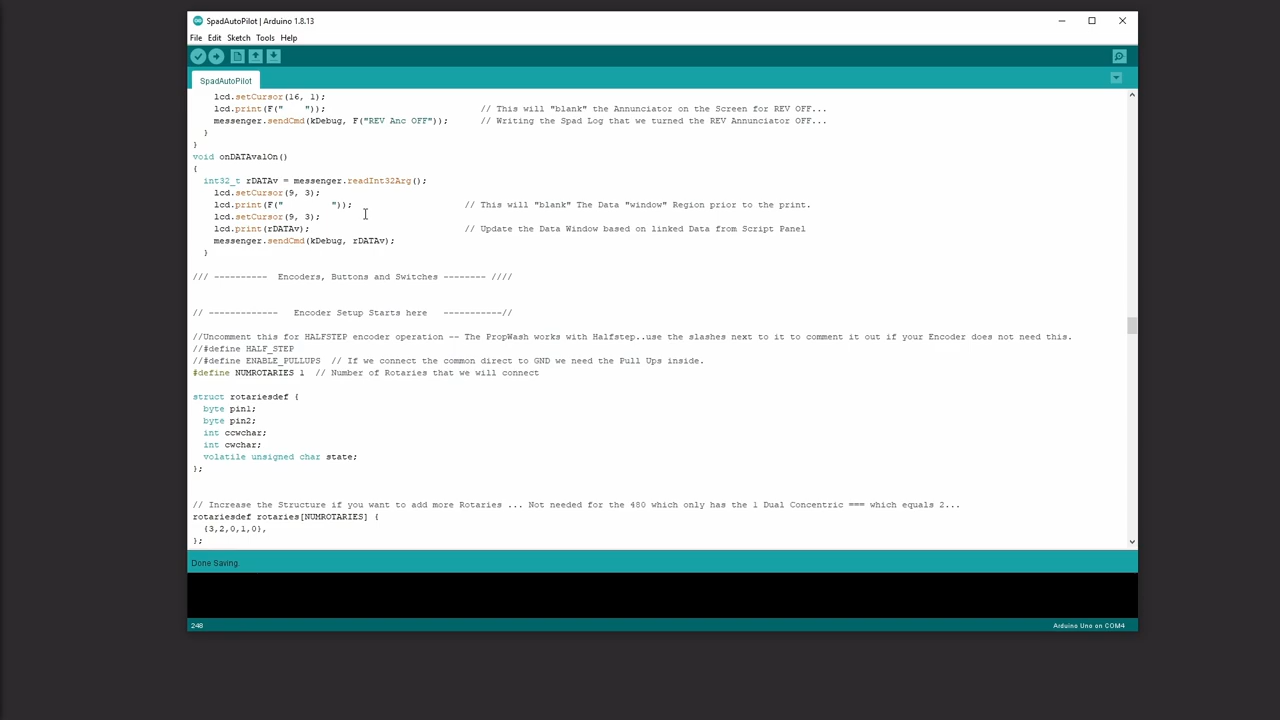 SpadAutoPilot | Arduino 1.8.13
File Edit Sketch Tools Help
SpadAutoPilot
lcd.setCursor(16, 1);
lcd.print(F("    ")); // This will "blank" the Annunciator on the Screen for REV OFF...
messenger.sendCmd(kDebug, F("REV Anc OFF")); // Writing the Spad Log that we turned the REV Annunciator OFF...
}
}
void onDATAvalOn()
{
int32_t rDATAv = messenger.readInt32Arg();
lcd.setCursor(9, 3);
lcd.print(F("         ")); // This will "blank" The Data "window" Region prior to the print.
lcd.setCursor(9, 3);
lcd.print(rDATAv); // Update the Data Window based on linked Data from Script Panel
messenger.sendCmd(kDebug, rDATAv);
}
/// ---------- Encoders, Buttons and Switches -------- ////
// ------------- Encoder Setup Starts here -----------//
//Uncomment this for HALFSTEP encoder operation -- The PropWash works with Halfstep..use the slashes next to it to comment it out if your Encoder does not need this.
//#define HALF_STEP
//#define ENABLE_PULLUPS // If we connect the common direct to GND we need the Pull Ups inside.
#define NUMROTARIES 1 // Number of Rotaries that we will connect
struct rotariesdef {
byte pin1;
byte pin2;
int ccwchar;
int cwchar;
volatile unsigned char state;
};
// Increase the Structure if you want to add more Rotaries ... Not needed for the 480 which only has the 1 Dual Concentric === which equals 2...
rotariesdef rotaries[NUMROTARIES] {
{3,2,0,1,0},
};
Done Saving.
248 Arduino Uno on COM4